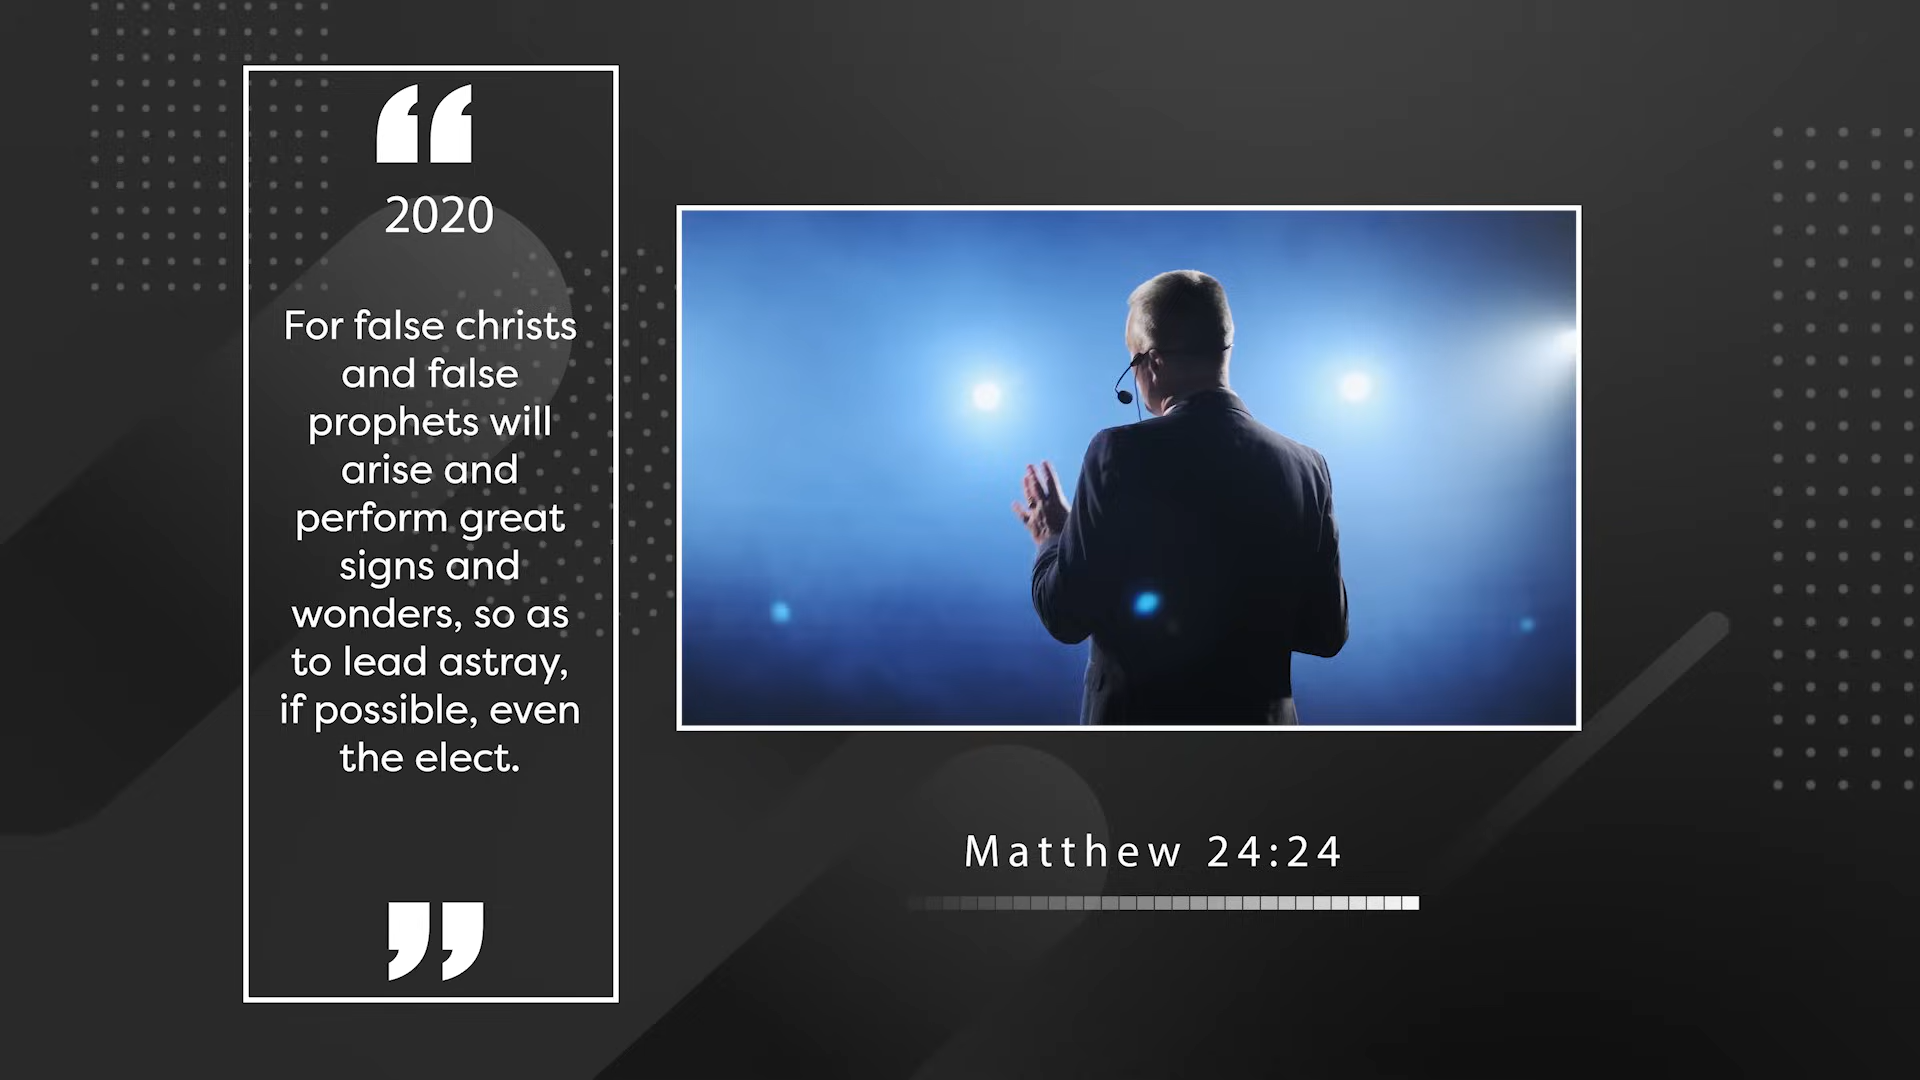 “
2020
For false christs
and false
prophets will
arise and
perform great
signs and
wonders, so as
to lead astray,
if possible, even
the elect.
”
Matthew 24:24